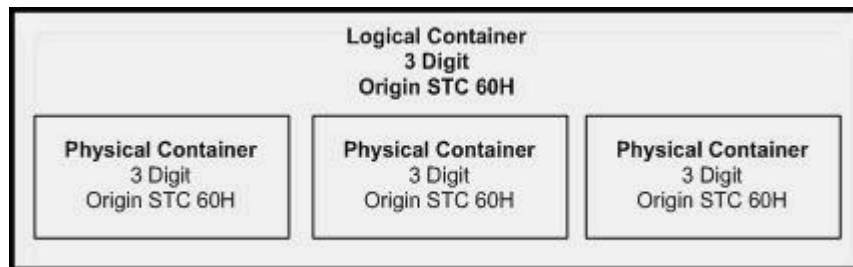 Logical Container
3 Digit
Origin STC 60H
Physical Container
3 Digit
Origin STC 60H
Physical Container
3 Digit
Origin STC 60H
Physical Container
3 Digit
Origin STC 60H